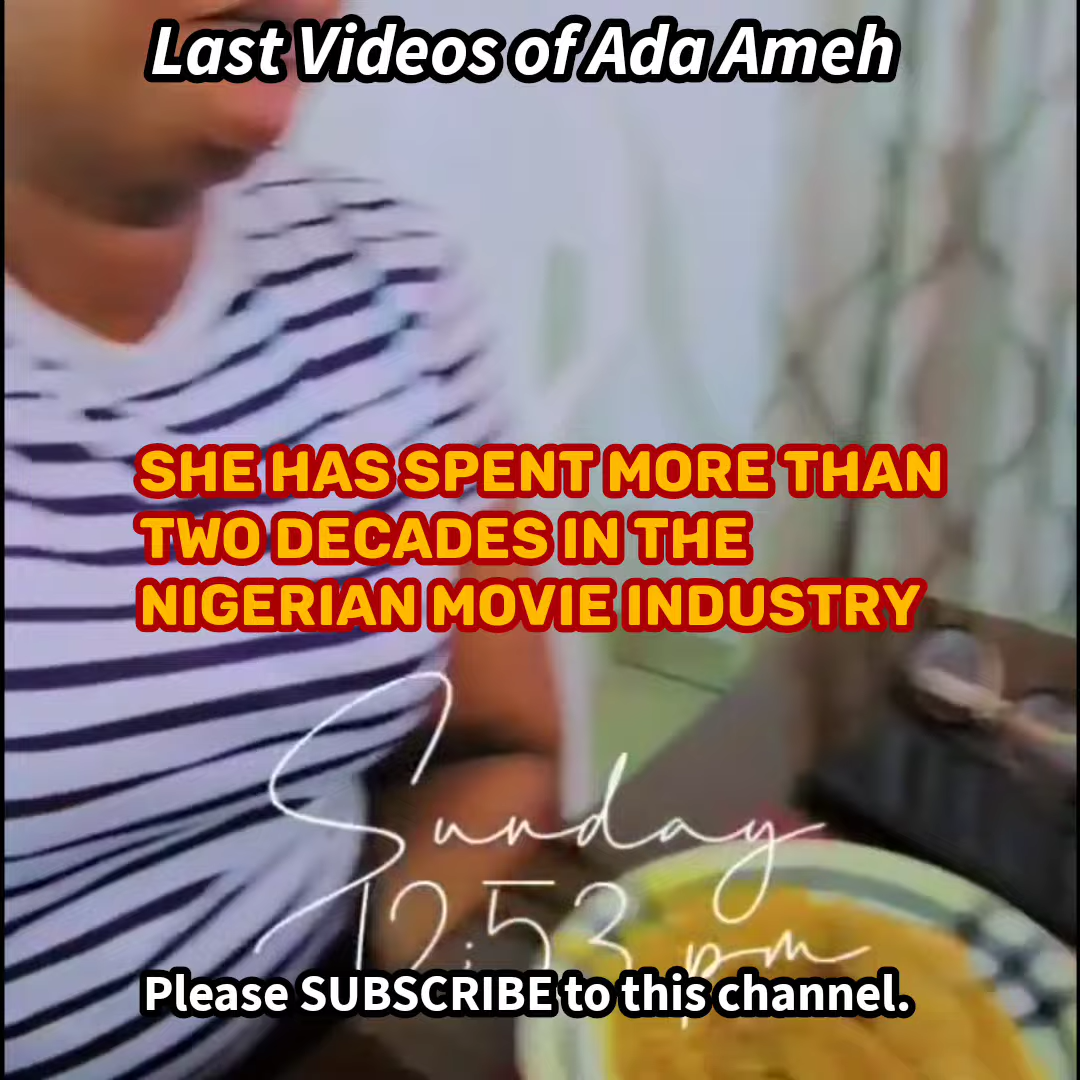 Last Videos of Ada Ameh
SHE HAS SPENT MORE THAN
TWO DECADES IN THE
NIGERIAN MOVIE INDUSTRY
Sunday
12:53 pm
Please SUBSCRIBE to this channel.